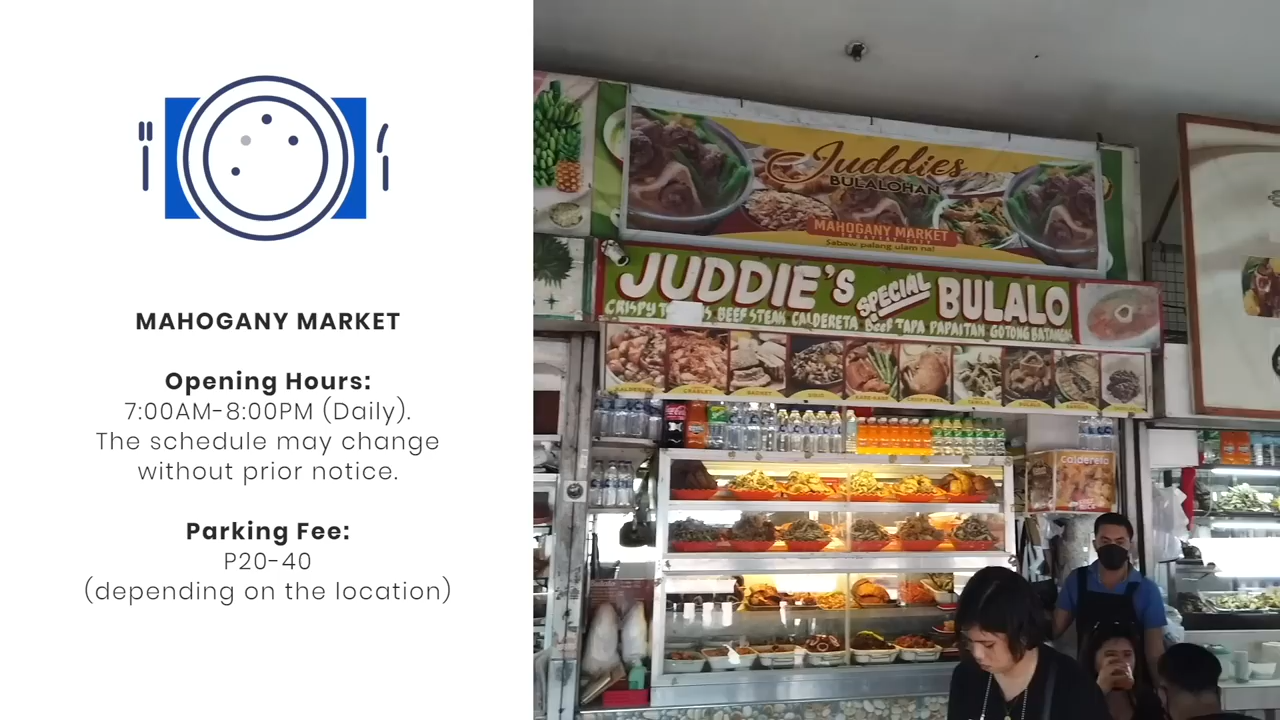 MAHOGANY MARKET
Opening Hours:
7:00AM-8:00PM (Daily).
The schedule may change
without prior notice.
Parking Fee:
P20-40
(depending on the location)
Juddies
BULALOHAN
MAHOGANY MARKET
Sabaw palang ulam na!
JUDDIE'S SPECIAL BULALO
CRISPY BEEF STEAK CALDERETA BEEF TAPA PAPAITAN GOTONG BATANGAS
Caldereta